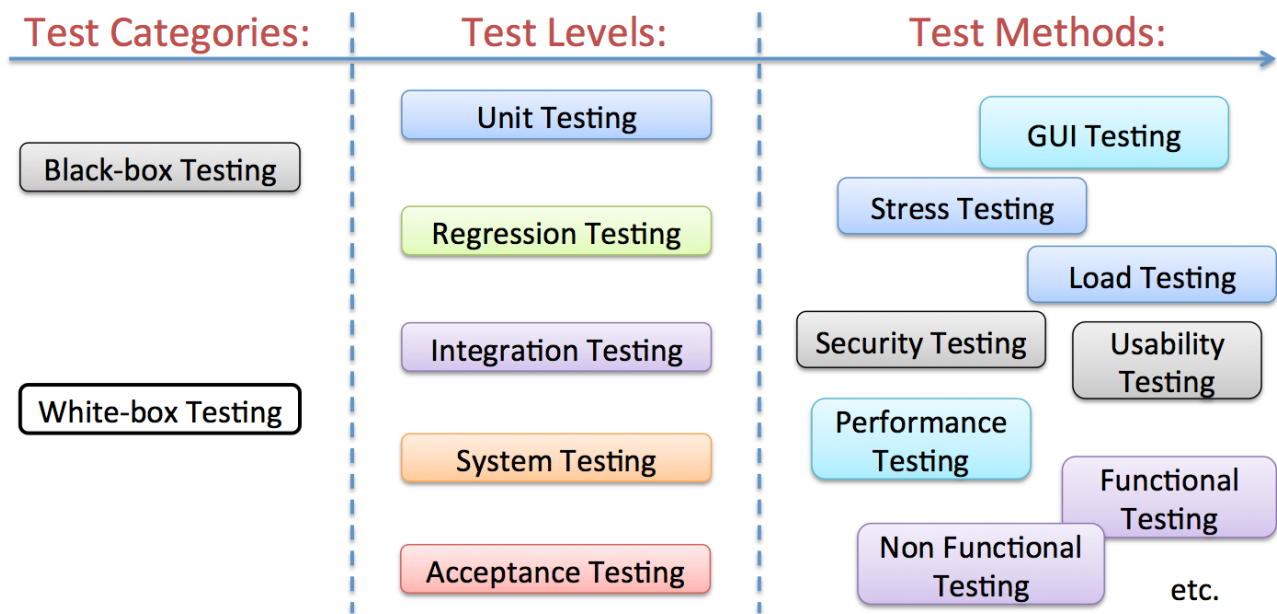 Test Categories:
Test Levels:
Test Methods:
Black-box Testing
White-box Testing
Unit Testing
Regression Testing
Integration Testing
System Testing
Acceptance Testing
GUI Testing
Stress Testing
Load Testing
Security Testing
Usability
Testing
Performance
Testing
Functional
Testing
Non Functional
Testing
etc.